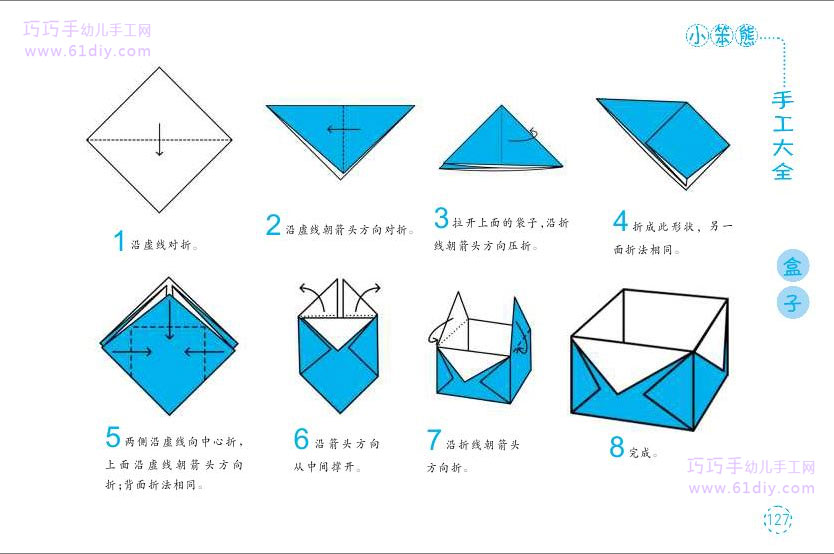 巧巧手幼儿手工网
www.61diy.com
小笨熊
手工大全
1 沿虚线对折。
2 沿虚线朝箭头方向对折。
3 拉开上面的袋子,沿折
线朝箭头方向压折。
4 折成此形状，另一
面折法相同。
盒子
5 两侧沿虚线向中心折，
上面沿虚线朝箭头方向
折;背面折法相同。
6 沿箭头方向
从中间撑开。
7 沿折线朝箭头
方向折。
8 完成。
巧巧手幼儿手工网
www.61diy.com
127